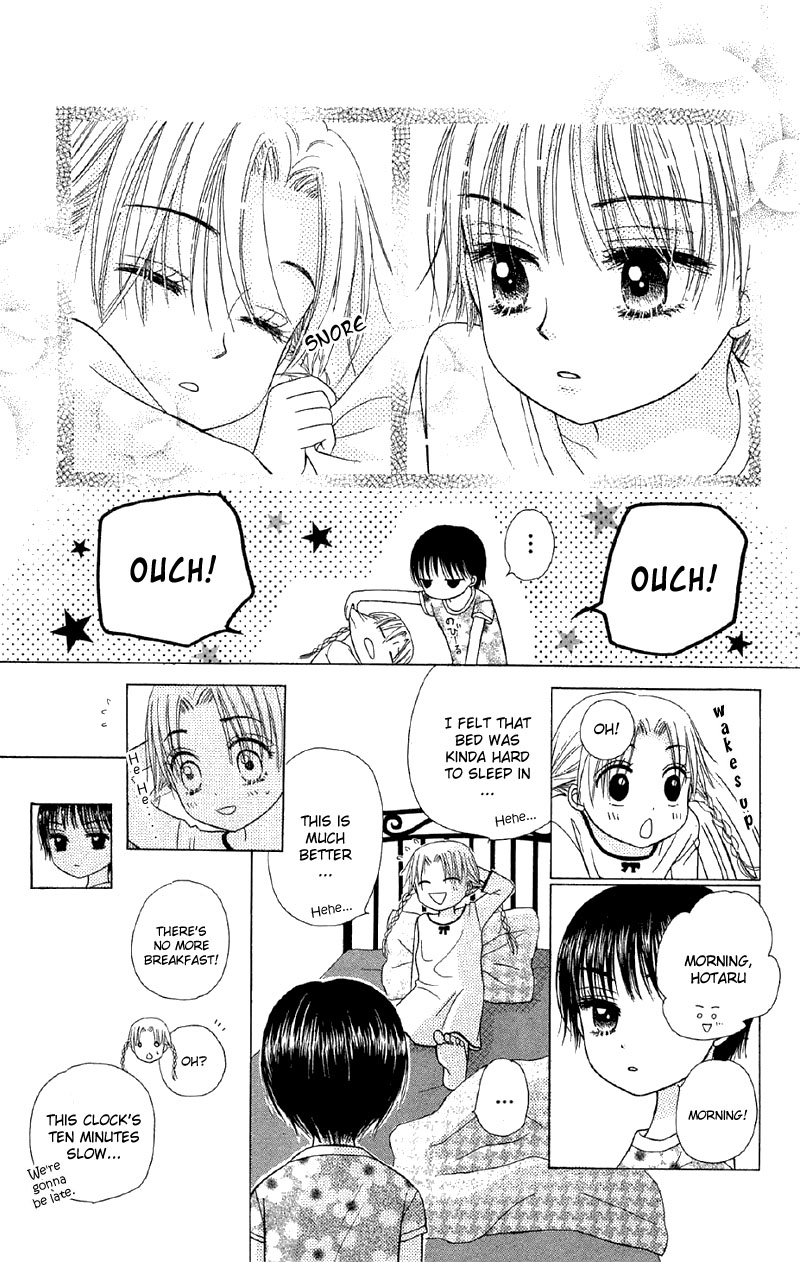 SNORE
OUCH!
...
OUCH!
OH!
wakes up
MORNING,
HOTARU
MORNING!
I FELT THAT
BED WAS
KINDA HARD
TO SLEEP IN
...
Hehe...
THIS IS
MUCH
BETTER
...
Hehe...
...
He He
THERE'S
NO MORE
BREAKFAST!
OH?
THIS CLOCK'S
TEN MINUTES
SLOW...
We're
gonna
be late.